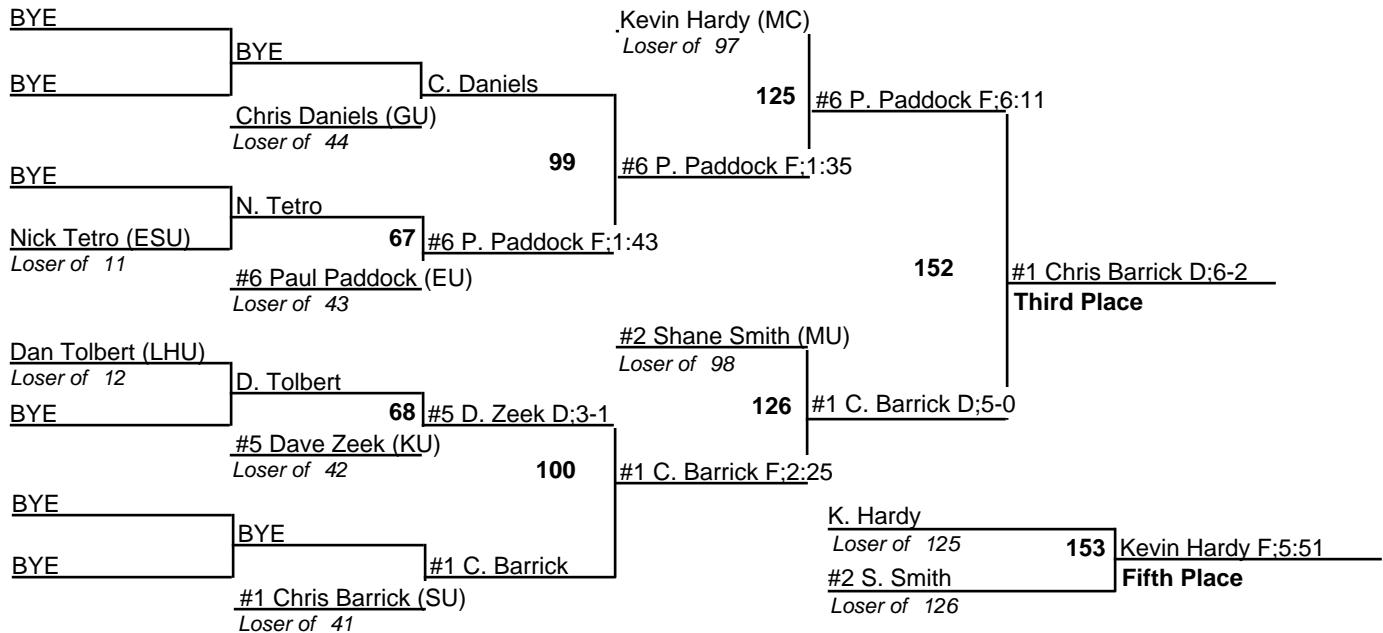 BYE
Kevin Hardy (MC)
Loser of 97
BYE
BYE
C. Daniels
125
#6 P. Paddock F;6:11
Chris Daniels (GU)
Loser of 44
99
#6 P. Paddock F;1:35
BYE
N. Tetro
Nick Tetro (ESU)
Loser of 11
67
#6 P. Paddock F;1:43
152
#1 Chris Barrick D;6-2
Third Place
#6 Paul Paddock (EU)
Loser of 43
#2 Shane Smith (MU)
Loser of 98
Dan Tolbert (LHU)
Loser of 12
D. Tolbert
BYE
68
#5 D. Zeek D;3-1
126
#1 C. Barrick D;5-0
#5 Dave Zeek (KU)
Loser of 42
100
#1 C. Barrick F;2:25
BYE
BYE
BYE
#1 C. Barrick
#1 Chris Barrick (SU)
Loser of 41
K. Hardy
Loser of 125
153
Kevin Hardy F;5:51
Fifth Place
#2 S. Smith
Loser of 126